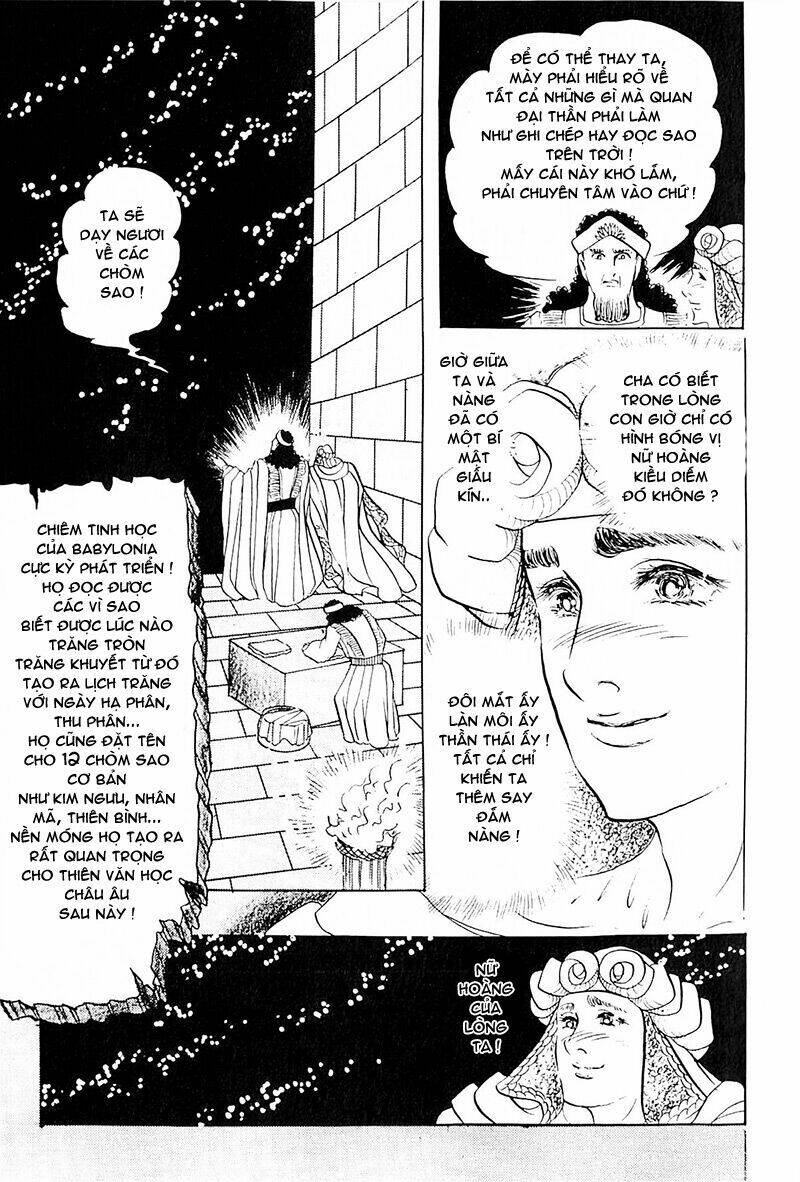 ĐỂ CÓ THỂ THAY TA,
MÀY PHẢI HIỂU RÕ VỀ
TẤT CẢ NHỮNG GÌ MÀ QUAN
ĐẠI THẦN PHẢI LÀM
NHƯ GHI CHÉP HAY ĐỌC SAO
TRÊN TRỜI !
MẤY CÁI NÀY KHÓ LẮM,
PHẢI CHUYÊN TÂM VÀO CHỨ !
TA SẼ
DẠY NGƯƠI
VỀ CÁC
CHÒM
SAO !
CHIÊM TINH HỌC
CỦA BABYLONIA
CỰC KỲ PHÁT TRIỂN !
HỌ ĐỌC ĐƯỢC
CÁC VÌ SAO
BIẾT ĐƯỢC LÚC NÀO
TRĂNG TRÒN
TRĂNG KHUYẾT TỪ ĐÓ
TẠO RA LỊCH TRĂNG
VỚI NGÀY HẠ PHÂN,
THU PHÂN...
HỌ CŨNG ĐẶT TÊN
CHO 12 CHÒM SAO
CƠ BẢN
NHƯ KIM NGƯU, NHÂN
MÃ, THIÊN BÌNH...
NỀN MÓNG HỌ TẠO RA
RẤT QUAN TRỌNG
CHO THIÊN VĂN HỌC
CHÂU ÂU
SAU NÀY !
CHA CÓ BIẾT
TRONG LÒNG
CON GIỜ CHỈ CÓ
HÌNH BÓNG VỊ
NỮ HOÀNG
KIỀU DIỄM
ĐÓ KHÔNG ?
GIỜ GIỮA
TA VÀ
NÀNG
ĐÃ CÓ
MỘT BÍ
MẬT
GIẤU
KÍN..
ĐÔI MẮT ẤY
LÀN MÔI ẤY
THẦN THÁI ẤY !
TẤT CẢ CHỈ
KHIẾN TA
THÊM SAY
ĐẮM
NÀNG !
NỮ
HOÀNG
CỦA
LÒNG
TA !